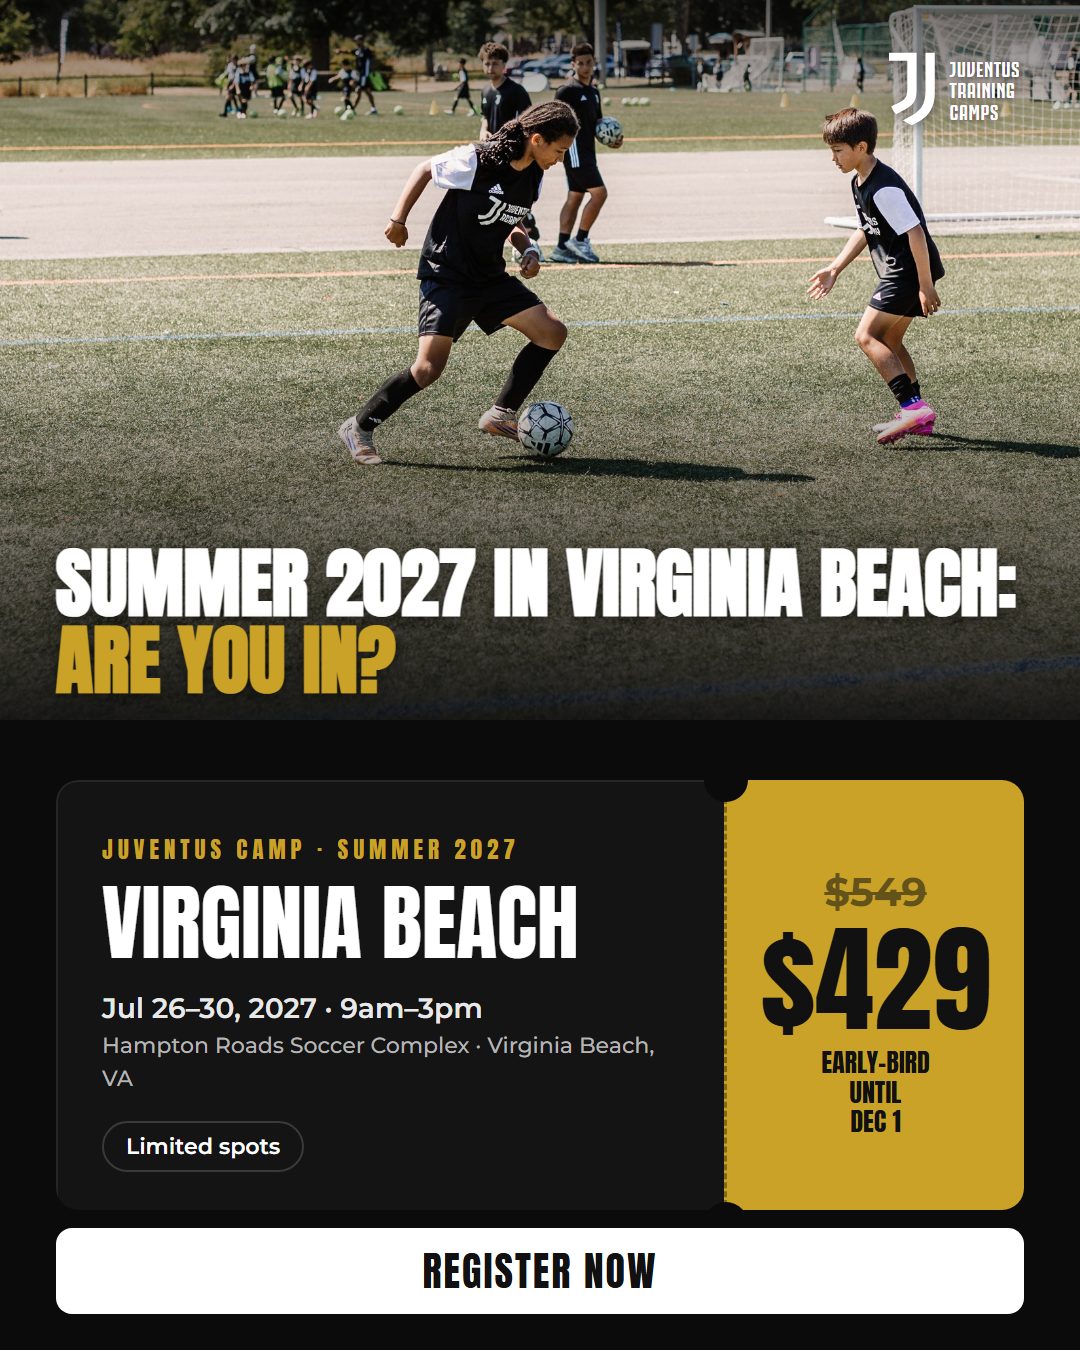 JUVENTUS
TRAINING
CAMPS
SUMMER 2027 IN VIRGINIA BEACH:
ARE YOU IN?
JUVENTUS CAMP · SUMMER 2027
VIRGINIA BEACH
Jul 26–30, 2027 · 9am–3pm
Hampton Roads Soccer Complex · Virginia Beach,
VA
Limited spots
$549
$429
EARLY-BIRD
UNTIL
DEC 1
REGISTER NOW